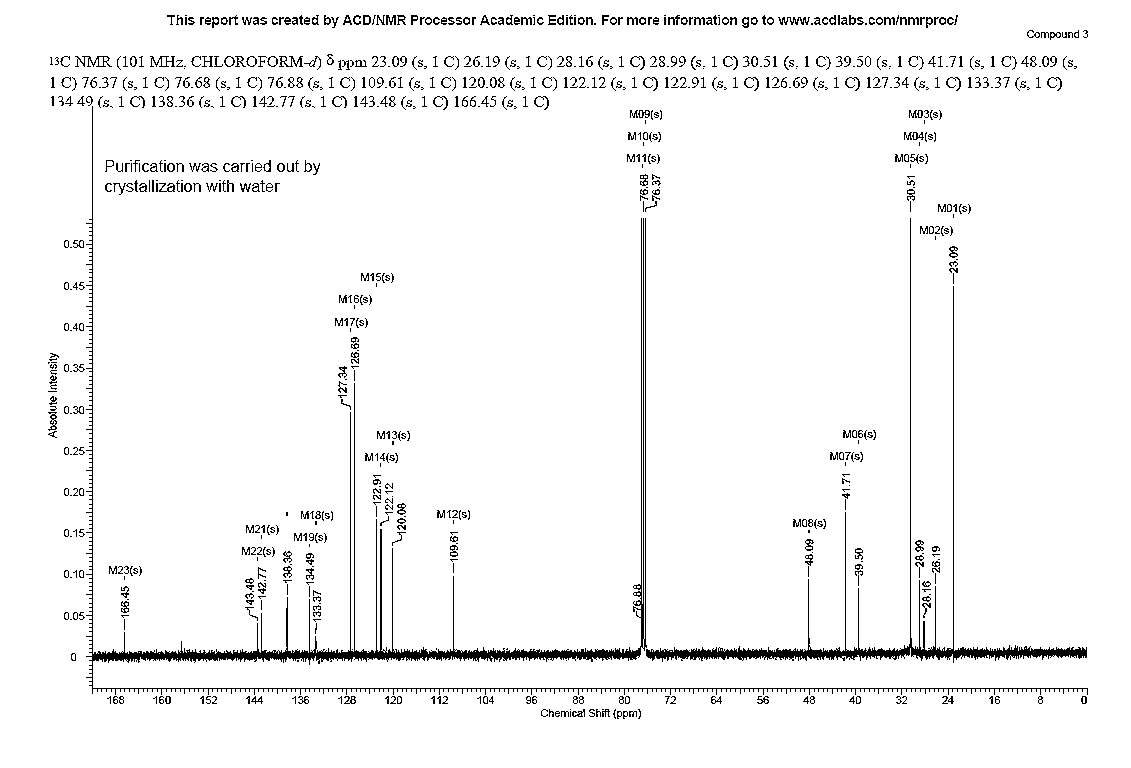 This report was created by ACD/NMR Processor Academic Edition. For more information go to www.acdlabs.com/nmrproc/
Compound 3
13C NMR (101 MHz, CHLOROFORM-d) δ ppm 23.09 (s, 1 C) 26.19 (s, 1 C) 28.16 (s, 1 C) 28.99 (s, 1 C) 30.51 (s, 1 C) 39.50 (s, 1 C) 41.71 (s, 1 C) 48.09 (s,
1 C) 76.37 (s, 1 C) 76.68 (s, 1 C) 76.88 (s, 1 C) 109.61 (s, 1 C) 120.08 (s, 1 C) 122.12 (s, 1 C) 122.91 (s, 1 C) 126.69 (s, 1 C) 127.34 (s, 1 C) 133.37 (s, 1 C)
134.49 (s, 1 C) 138.36 (s, 1 C) 142.77 (s, 1 C) 143.48 (s, 1 C) 166.45 (s, 1 C)
Purification was carried out by
crystallization with water
M09(s) M03(s)
M10(s) M04(s)
M11(s) M05(s)
76.68 76.37 30.51
M01(s)
M02(s)
23.09
M15(s)
M16(s)
M17(s)
127.34 126.69
M13(s) M06(s)
M14(s) M07(s)
122.91 122.12 120.08 41.71
M18(s) M12(s)
M21(s) M19(s) M08(s)
M22(s)
M23(s)
166.45 143.48 142.77 138.36 134.49 133.37 109.61 76.88 48.09 39.50 28.99 28.16 26.19
Absolute Intensity
0.50
0.45
0.40
0.35
0.30
0.25
0.20
0.15
0.10
0.05
0
168 160 152 144 136 128 120 112 104 96 88 80 72 64 56 48 40 32 24 16 8 0
Chemical Shift (ppm)